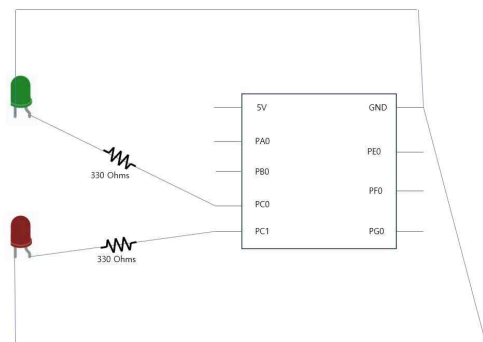 5V GND
PA0
PE0
330 Ohms PB0
PF0
PC0
PC1 PG0
330 Ohms